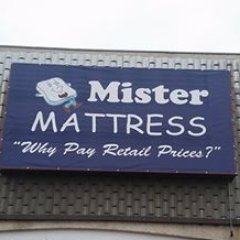 Mister
MATTRESS
"Why Pay Retail Prices?"